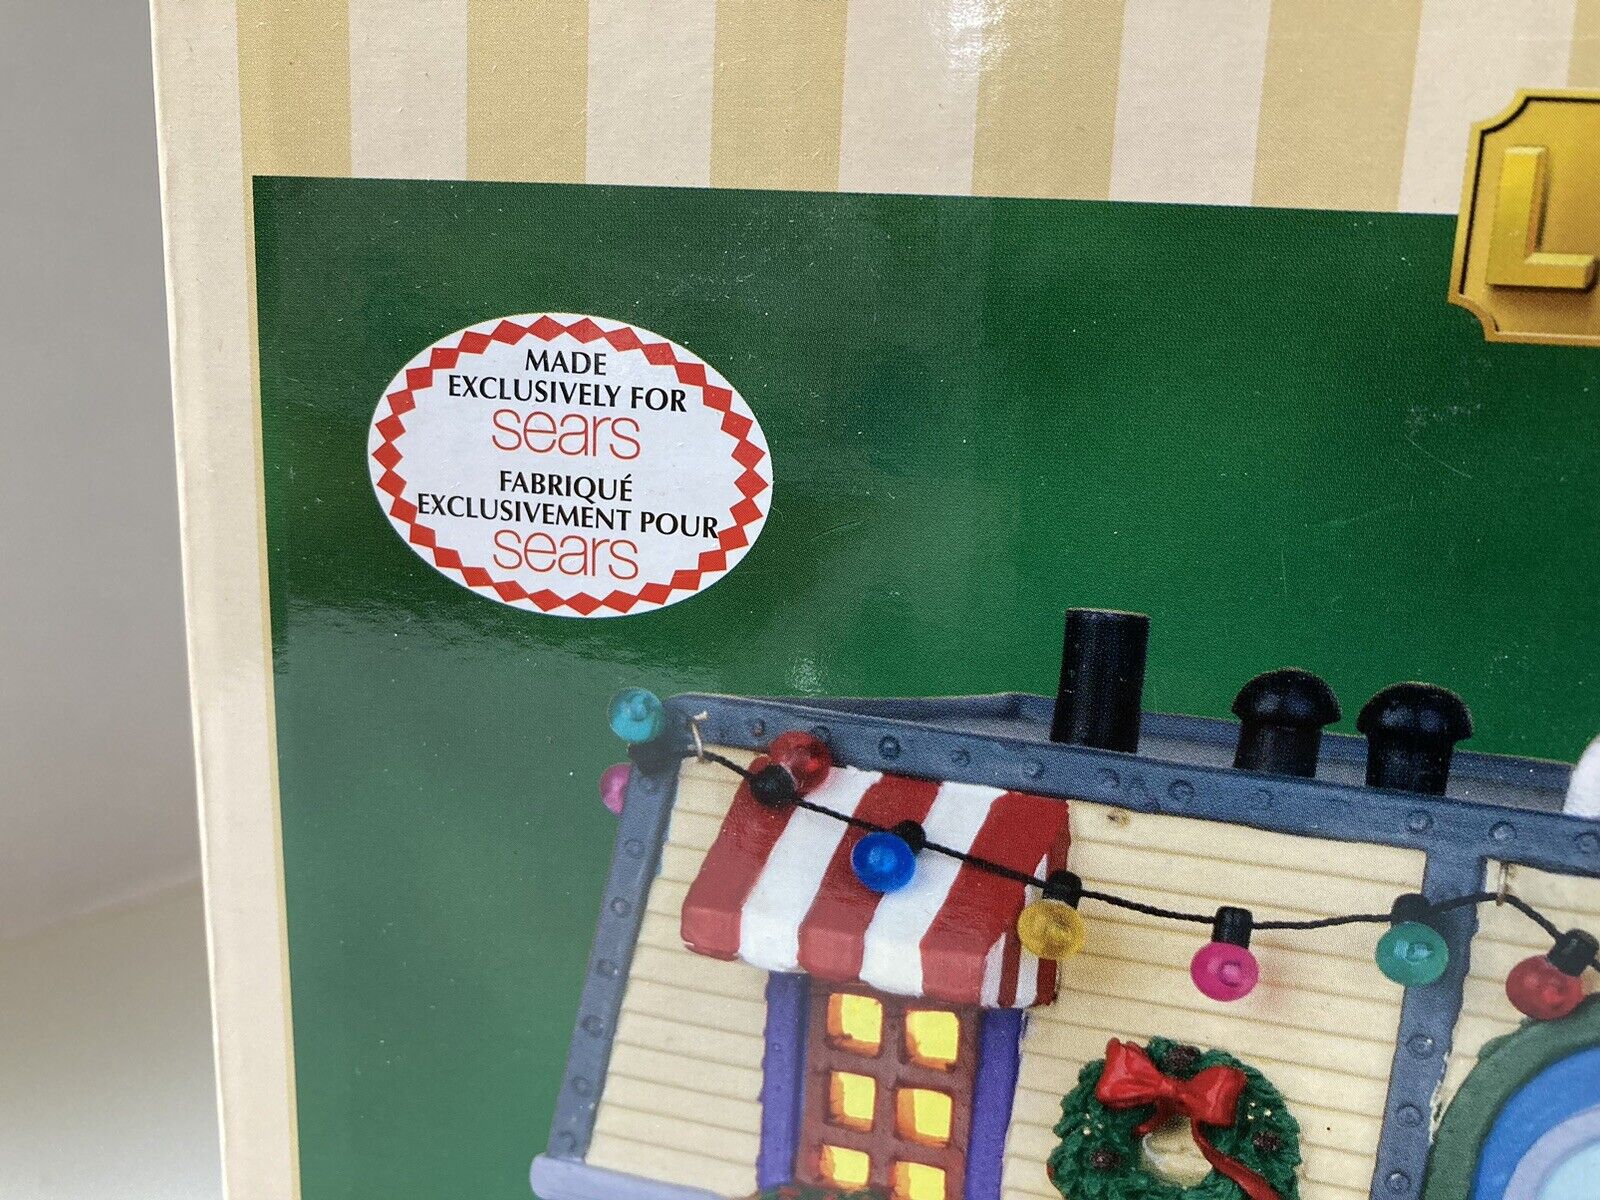 MADE
EXCLUSIVELY FOR
sears
FABRIQUÉ
EXCLUSIVEMENT POUR
sears
L